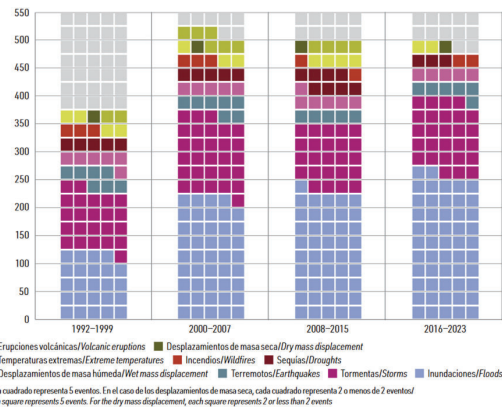 550
500
450
400
350
300
250
200
150
100
50
0
1992–1999 2000–2007 2008–2015 2016–2023
Erupciones volcánicas/Volcanic eruptions Desplazamientos de masa seca/Dry mass displacement
Temperaturas extremas/Extreme temperatures Incendios/Wildfires Sequías/Droughts
Desplazamientos de masa húmeda/Wet mass displacement Terremotos/Earthquakes Tormentas/Storms Inundaciones/Floods
a cuadrado representa 5 eventos. En el caso de los desplazamientos de masa seca, cada cuadrado representa 2 o menos de 2 eventos/
square represents 5 events. For the dry mass displacement, each square represents 2 or less than 2 events